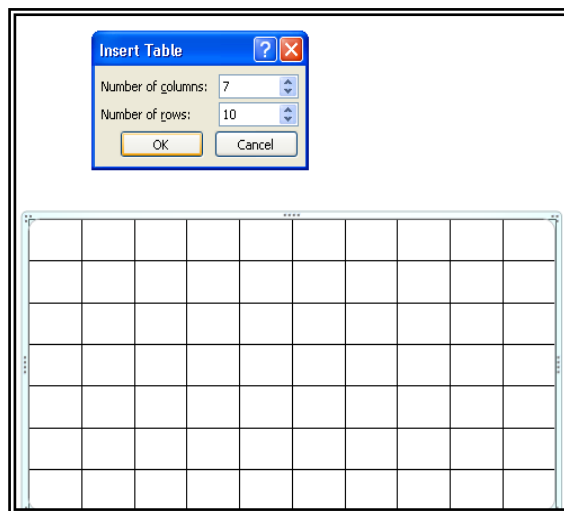 Insert Table
Number of columns: 7
Number of rows: 10
OK Cancel